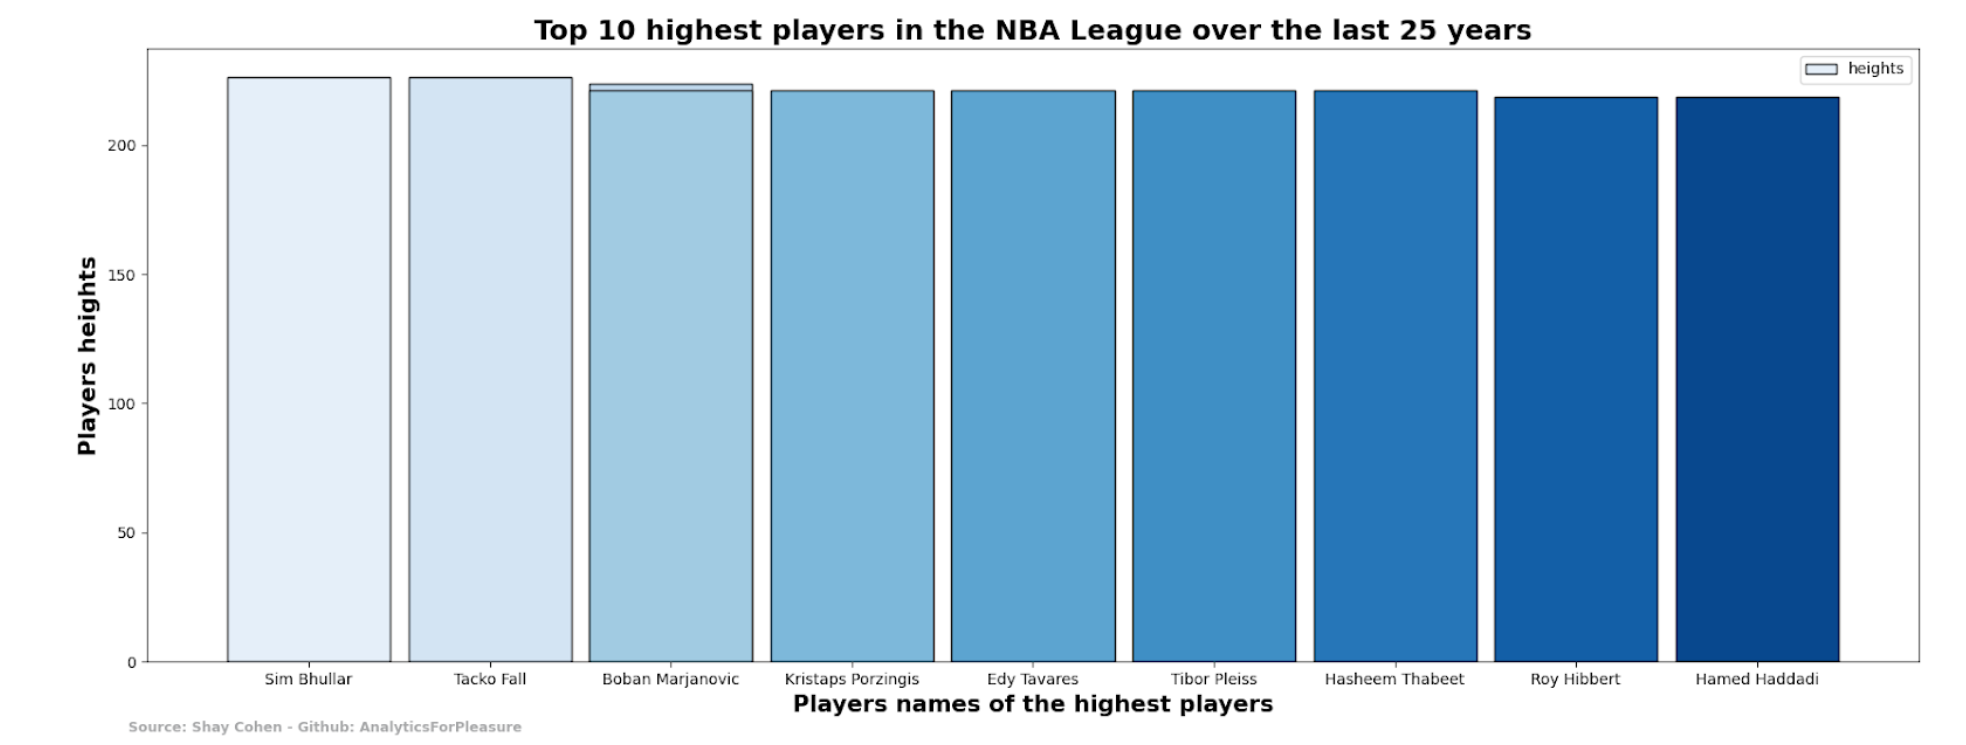 Top 10 highest players in the NBA League over the last 25 years
heights
Players heights
200
150
100
50
0
Sim Bhullar
Tacko Fall
Boban Marjanovic
Kristaps Porzingis
Edy Tavares
Tibor Pleiss
Hasheem Thabeet
Roy Hibbert
Hamed Haddadi
Players names of the highest players
Source: Shay Cohen - Github: AnalyticsForPleasure